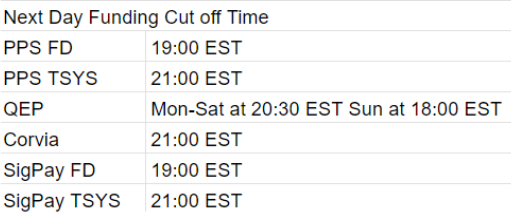 Next Day Funding Cut off Time
PPS FD 19:00 EST
PPS TSYS 21:00 EST
QEP Mon-Sat at 20:30 EST Sun at 18:00 EST
Corvia 21:00 EST
SigPay FD 19:00 EST
SigPay TSYS 21:00 EST